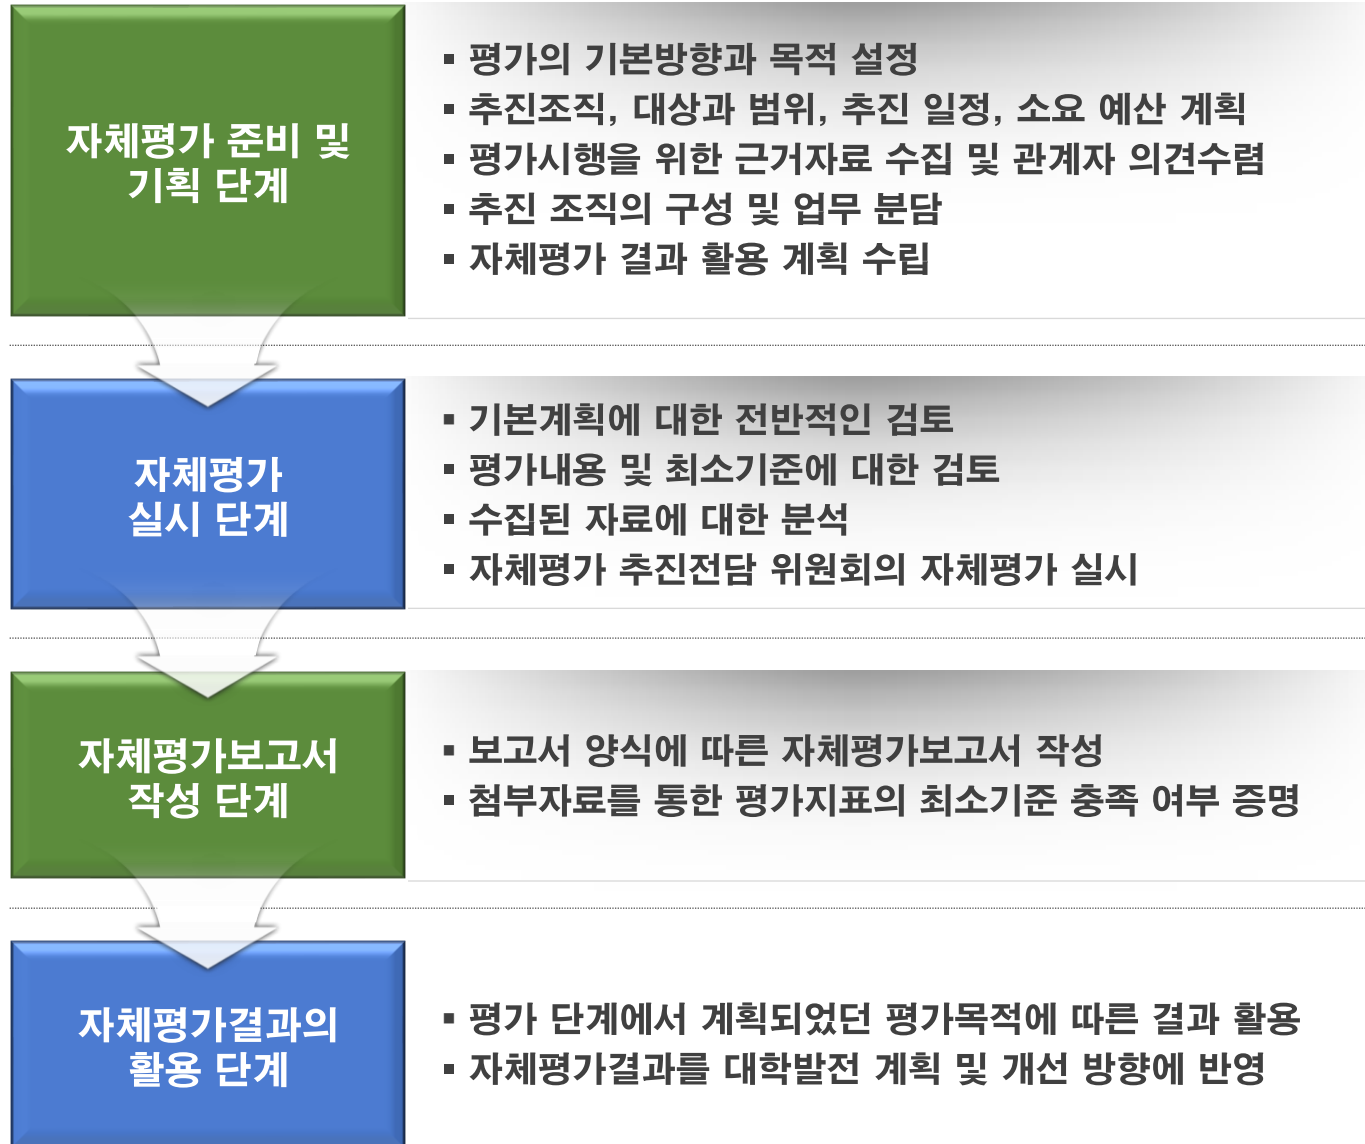 자체평가 준비 및
기획 단계
▪ 평가의 기본방향과 목적 설정
▪ 추진조직, 대상과 범위, 추진 일정, 소요 예산 계획
▪ 평가시행을 위한 근거자료 수집 및 관계자 의견수렴
▪ 추진 조직의 구성 및 업무 분담
▪ 자체평가 결과 활용 계획 수립
자체평가
실시 단계
▪ 기본계획에 대한 전반적인 검토
▪ 평가내용 및 최소기준에 대한 검토
▪ 수집된 자료에 대한 분석
▪ 자체평가 추진전담 위원회의 자체평가 실시
자체평가보고서
작성 단계
▪ 보고서 양식에 따른 자체평가보고서 작성
▪ 첨부자료를 통한 평가지표의 최소기준 충족 여부 증명
자체평가결과의
활용 단계
▪ 평가 단계에서 계획되었던 평가목적에 따른 결과 활용
▪ 자체평가결과를 대학발전 계획 및 개선 방향에 반영